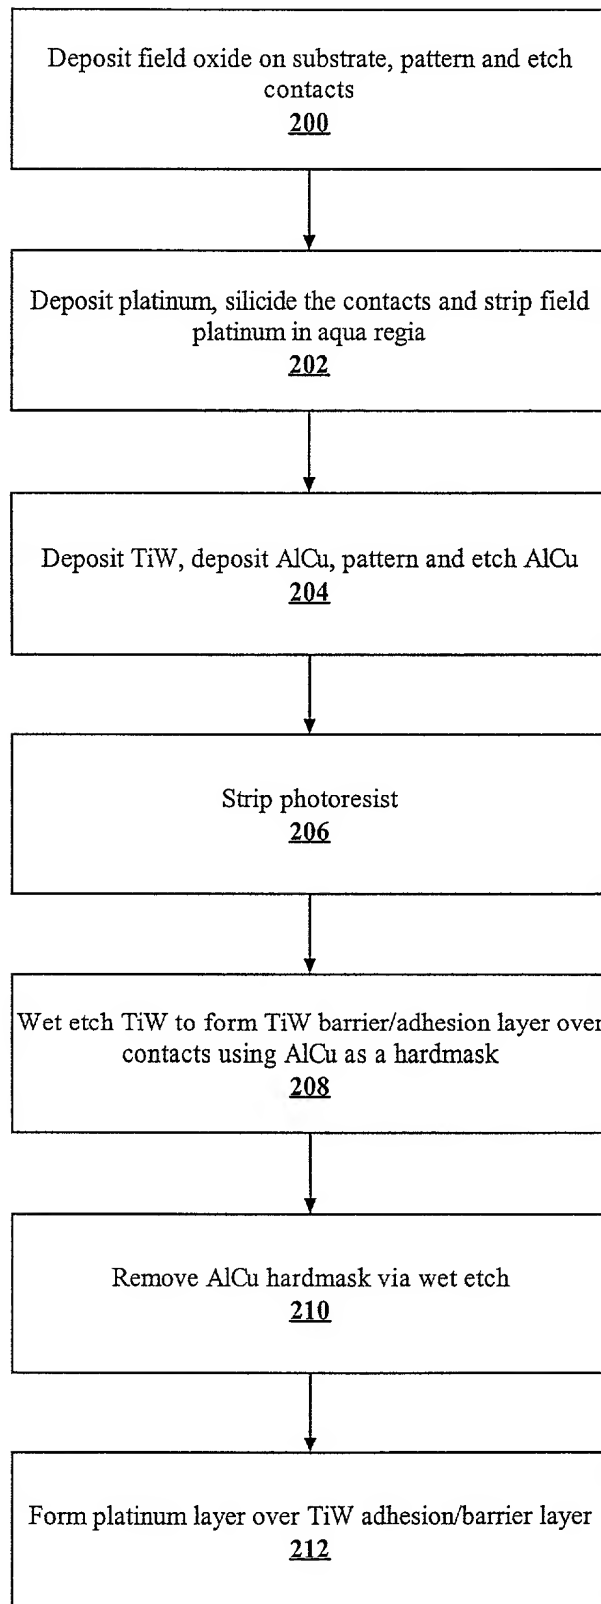 Deposit field oxide on substrate, pattern and etch
contacts
200
Deposit platinum, silicide the contacts and strip field
platinum in aqua regia
202
Deposit TiW, deposit AlCu, pattern and etch AlCu
204
Strip photoresist
206
Wet etch TiW to form TiW barrier/adhesion layer over
contacts using AlCu as a hardmask
208
Remove AlCu hardmask via wet etch
210
Form platinum layer over TiW adhesion/barrier layer
212